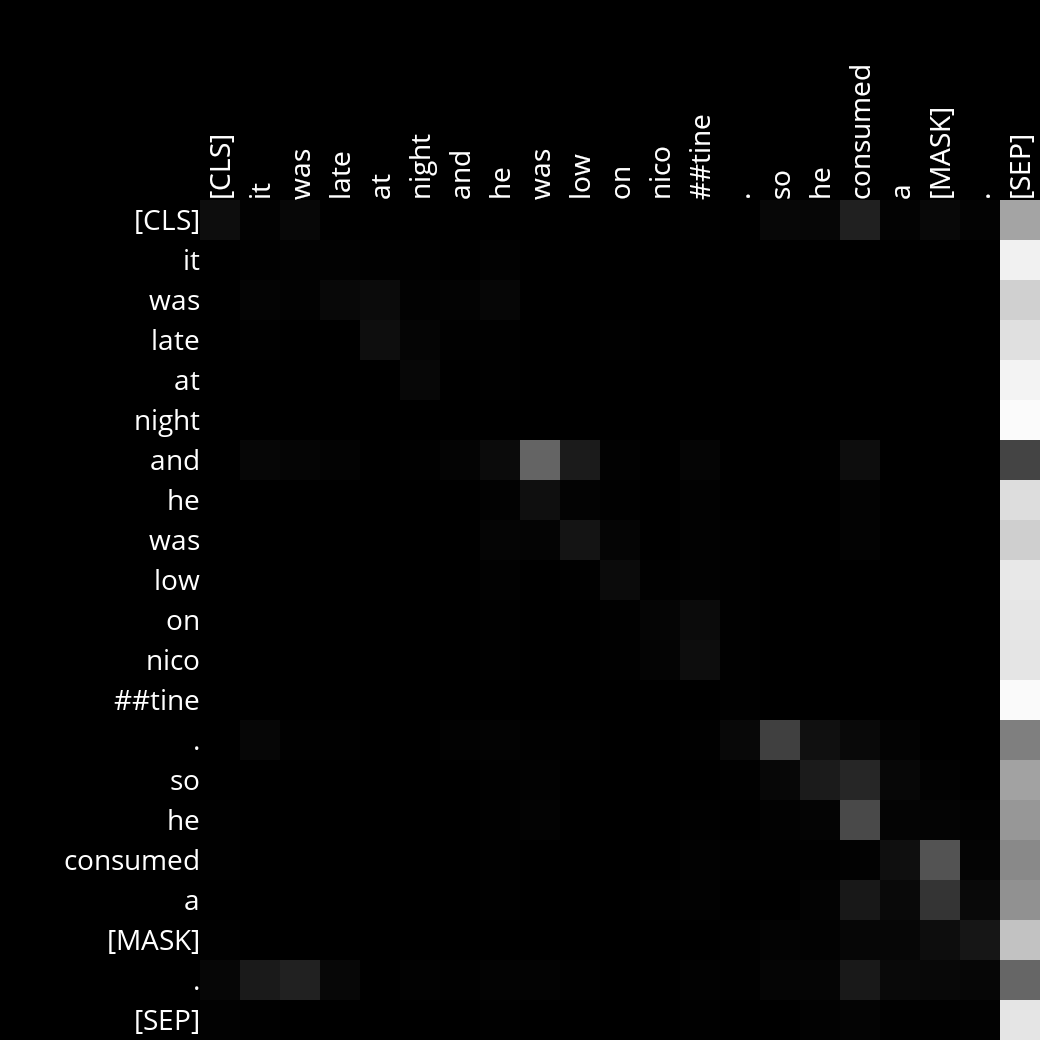 [CLS] it was late at night and he was low on nico ##tine . so he consumed a [MASK] . [SEP]
[CLS]
it
was
late
at
night
and
he
was
low
on
nico
##tine
.
so
he
consumed
a
[MASK]
.
[SEP]